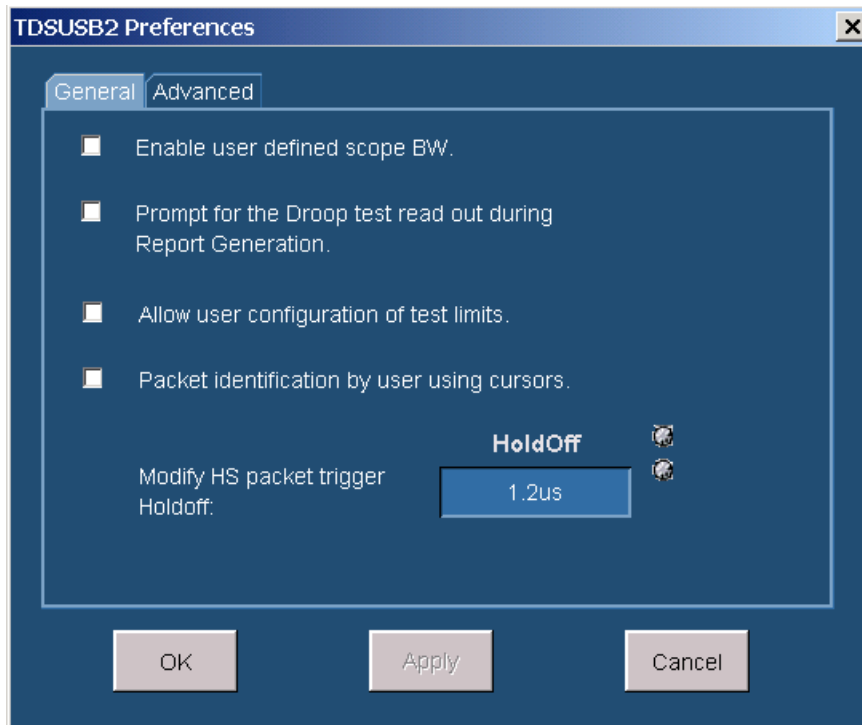 TDSUSB2 Preferences
General
Advanced
Enable user defined scope BW.
Prompt for the Droop test read out during
Report Generation.
Allow user configuration of test limits.
Packet identification by user using cursors.
HoldOff
Modify HS packet trigger
Holdoff:
1.2us
OK
Apply
Cancel